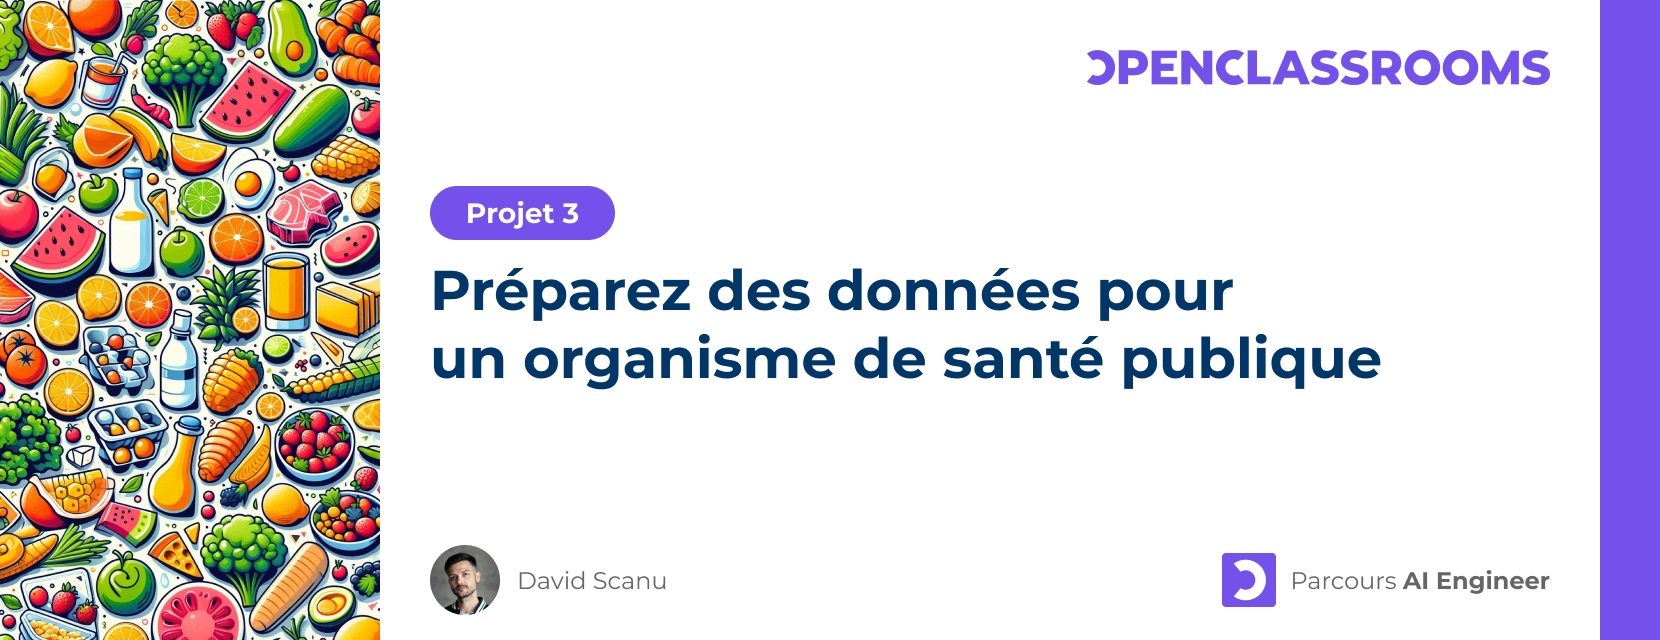 OPENCLASSROOMS
Projet 3
Préparez des données pour
un organisme de santé publique
David Scanu
Parcours AI Engineer